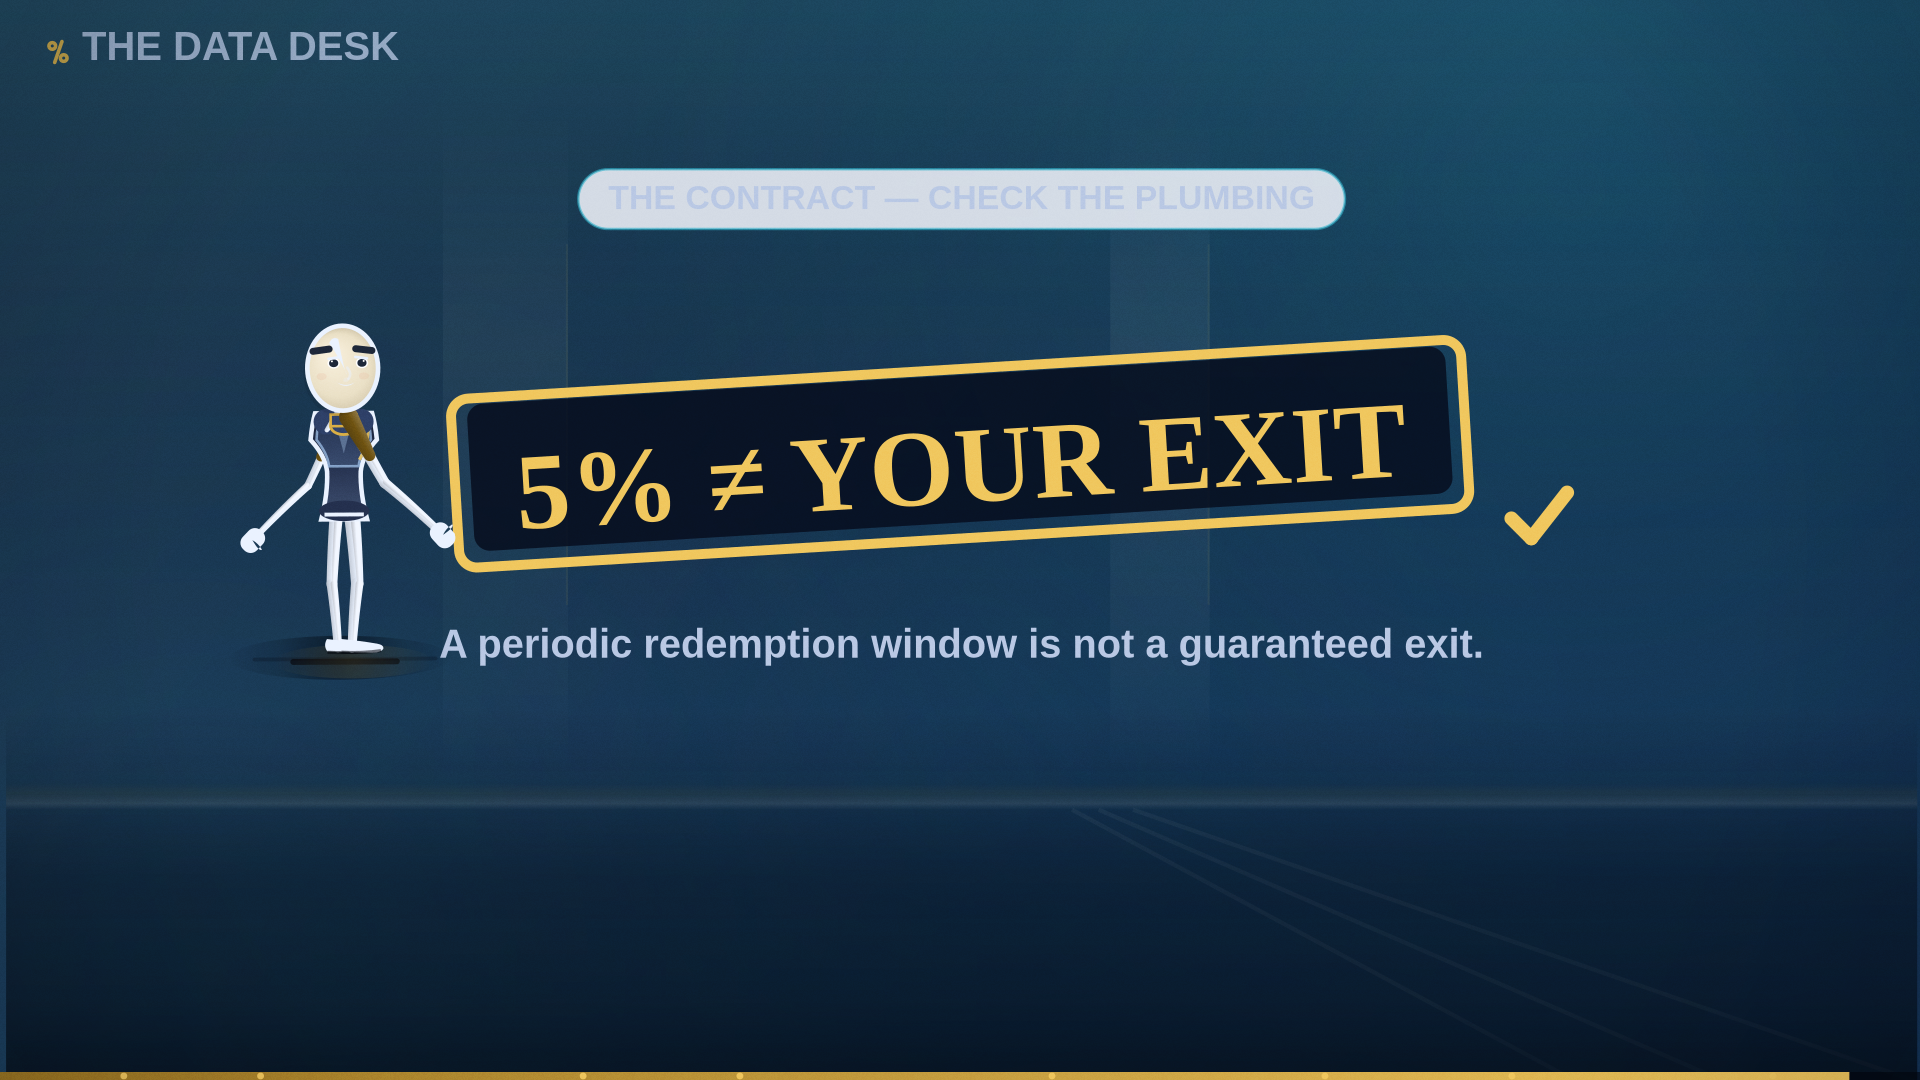 % THE DATA DESK
THE CONTRACT — CHECK THE PLUMBING
5% ≠ YOUR EXIT
A periodic redemption window is not a guaranteed exit.